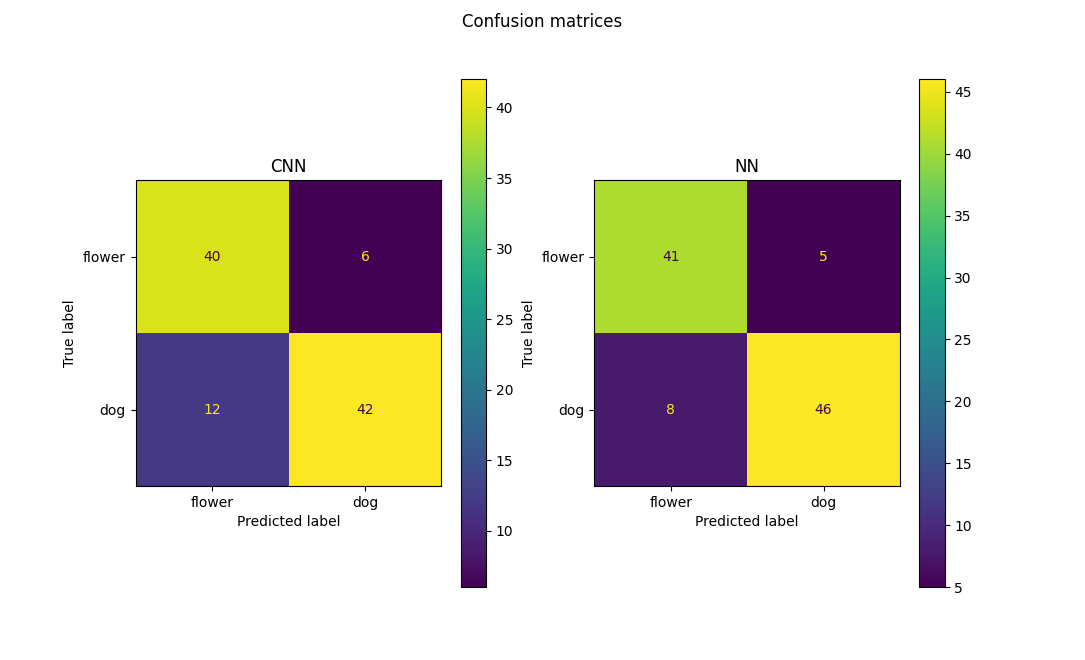 Confusion matrices
CNN
True label
flower
dog
40
6
12
42
flower
dog
Predicted label
40
35
30
25
20
15
10
NN
True label
flower
dog
41
5
8
46
flower
dog
Predicted label
45
40
35
30
25
20
15
10
5